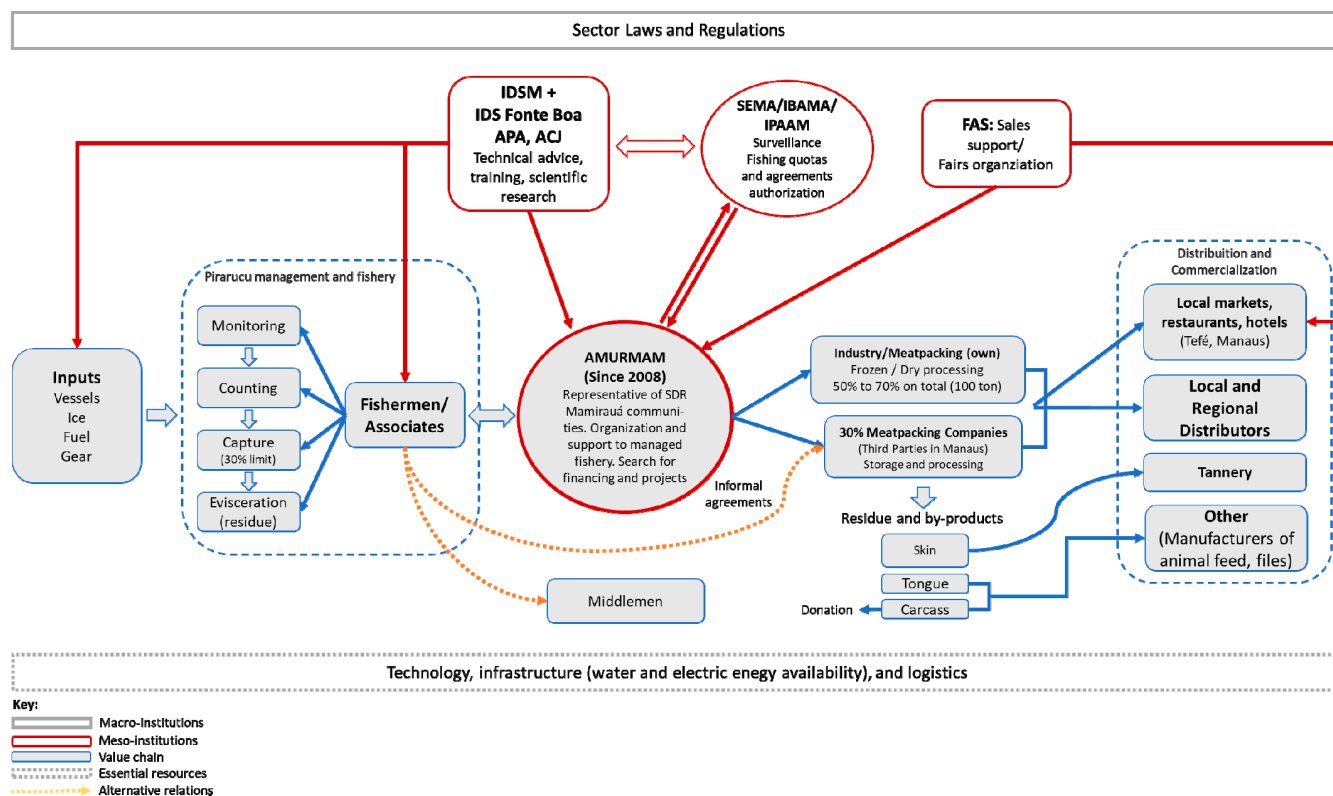 Sector Laws and Regulations
IDSM +
IDS Fonte Boa
APA, ACJ
Technical advice,
training, scientific
research
SEMA/IBAMA/
IPAAM
Surveillance
Fishing quotas
and agreements
authorization
FAS: Sales
support/
Fairs organziation
Pirarucu management and fishery
Monitoring
Counting
Capture
(30% limit)
Evisceration
(residue)
Inputs
Vessels
Ice
Fuel
Gear
Fishermen/
Associates
AMURMAM
(Since 2008)
Representative of SDR
Mamirauá communi-
ties. Organization and
support to managed
fishery. Search for
financing and projects
Informal
agreements
Middlemen
Industry/Meatpacking (own)
Frozen / Dry processing
50% to 70% on total (100 ton)
30% Meatpacking Companies
(Third Parties in Manaus)
Storage and processing
Residue and by-products
Skin
Tongue
Carcass
Donation
Distribuition and
Commercialization
Local markets,
restaurants, hotels
(Tefé, Manaus)
Local and
Regional
Distributors
Tannery
Other
(Manufacturers of
animal feed, files)
Technology, infrastructure (water and electric enegy availability), and logistics
Key:
Macro-institutions
Meso-institutions
Value chain
Essential resources
Alternative relations